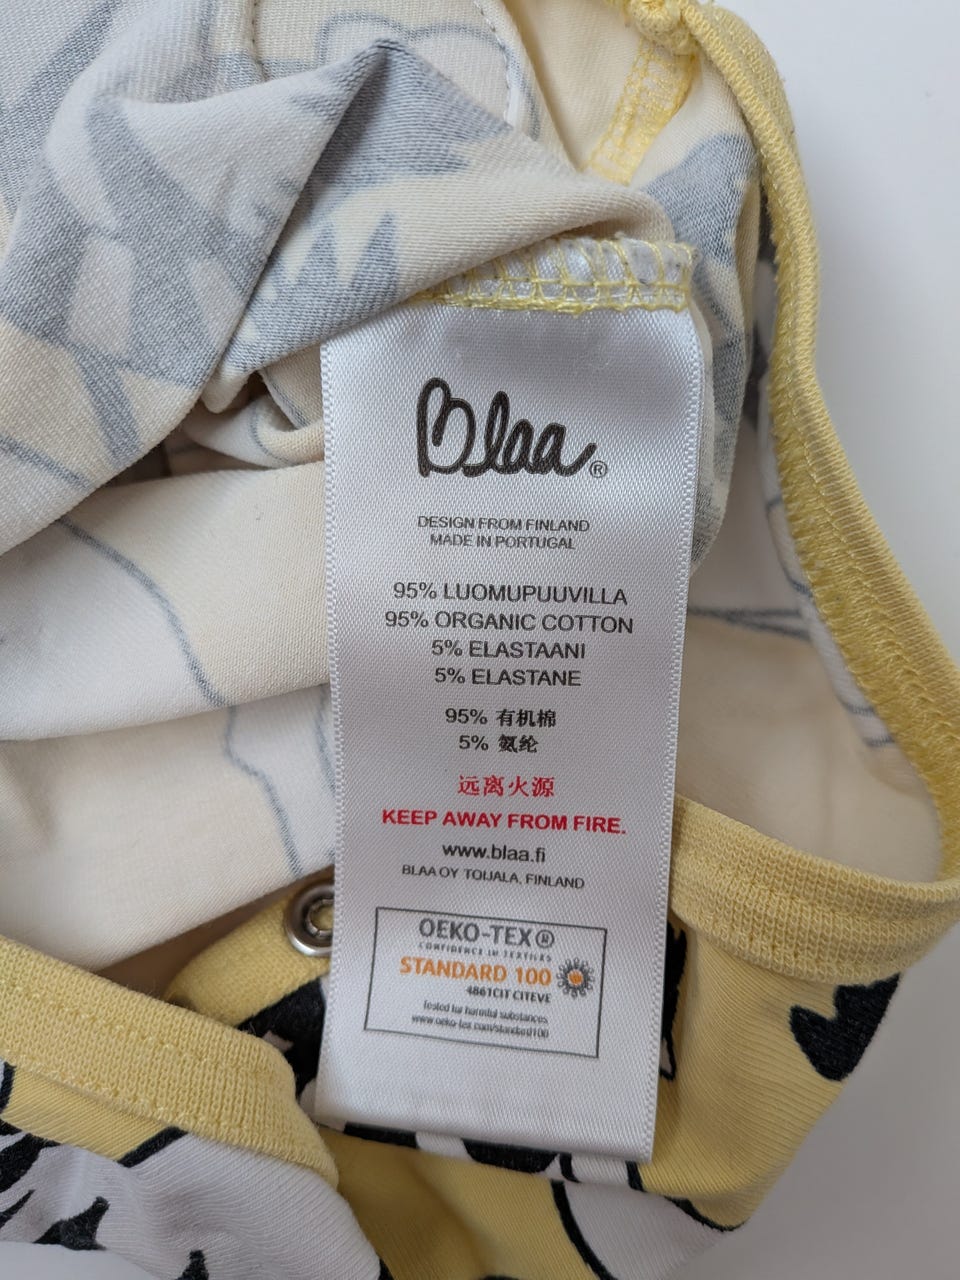 Blaa®
DESIGN FROM FINLAND
MADE IN PORTUGAL
95% LUOMUPUUVILLA
95% ORGANIC COTTON
5% ELASTAANI
5% ELASTANE
95% 有机棉
5% 氨纶
远离火源
KEEP AWAY FROM FIRE.
www.blaa.fi
BLAA OY TOIJALA, FINLAND
OEKO-TEX®
CONFIDENCE IN TEXTILES
STANDARD 100
4861CIT CITEVE
Tested for harmful substances
www.oeko-tex.com/standard100